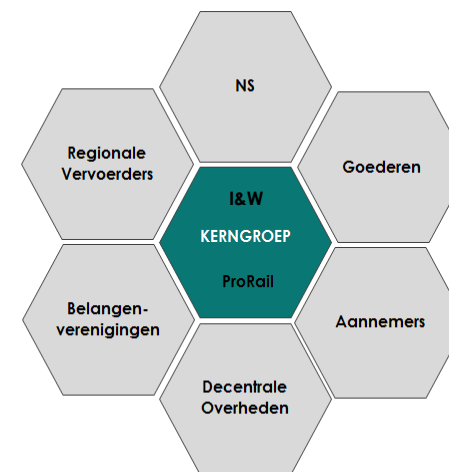 NS
Regionale
Vervoerders
Goederen
I&W
KERNGROEP
ProRail
Belangen-
verenigingen
Aannemers
Decentrale
Overheden